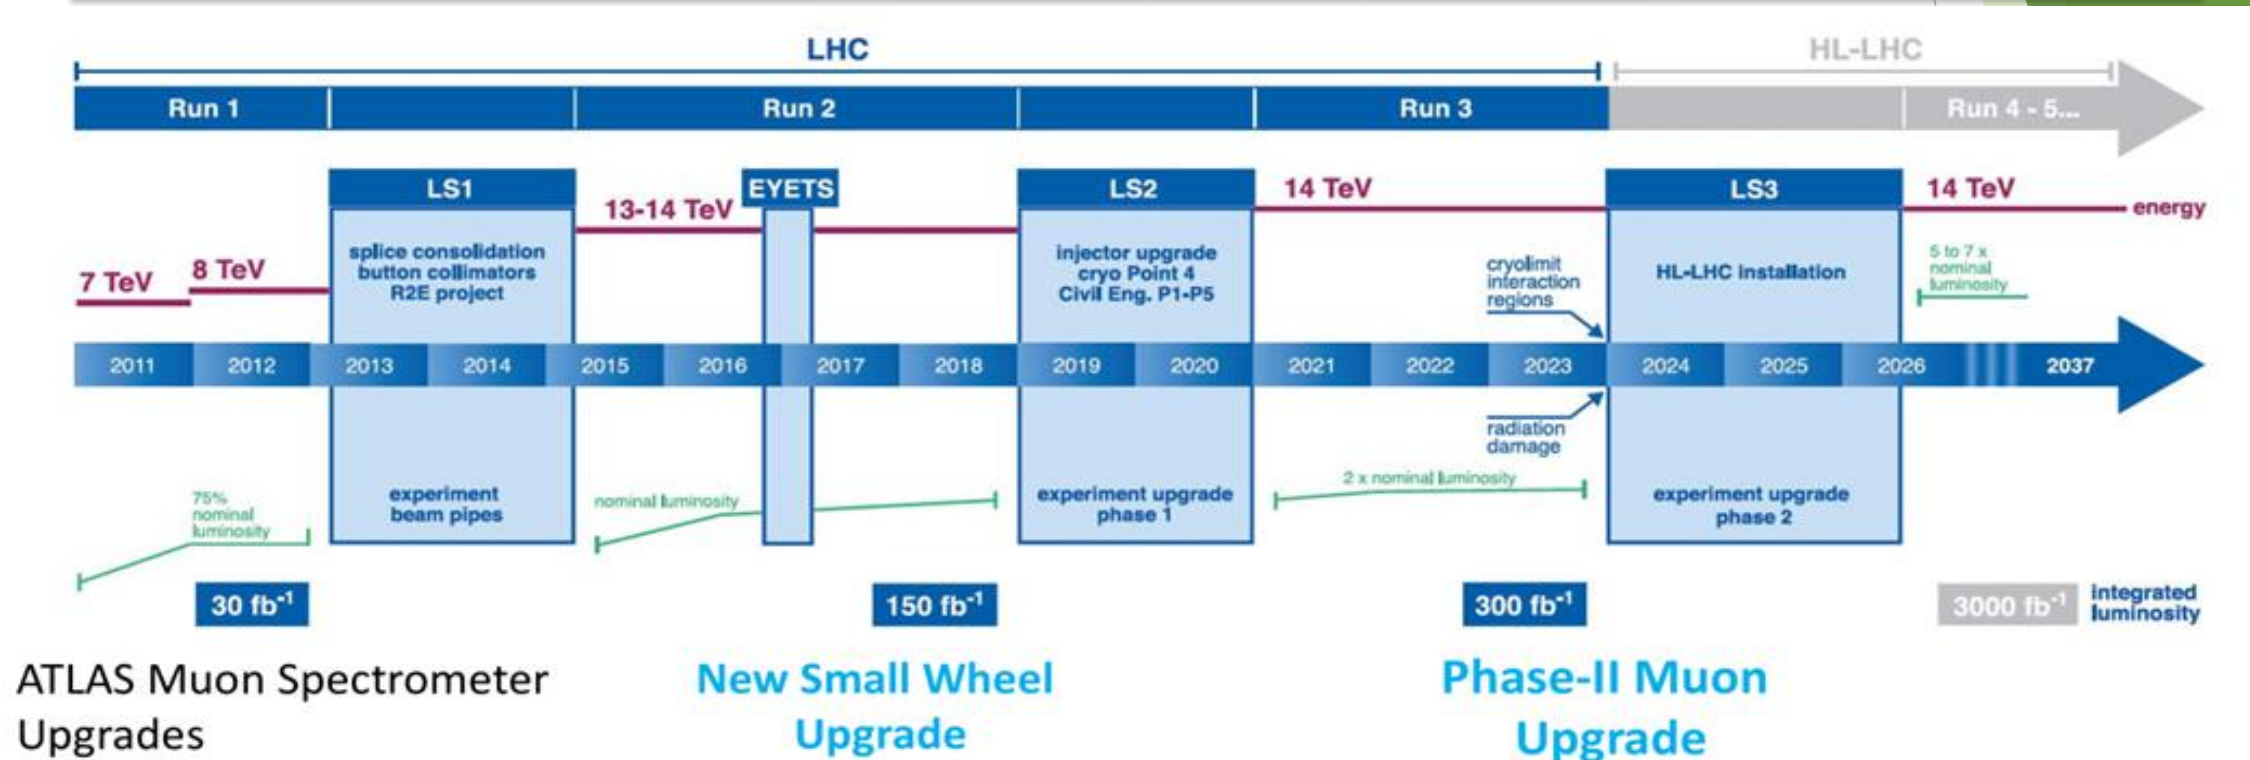 LHC
HL-LHC
Run 1
Run 2
Run 3
Run 4 - 5...
LS1
EYETS
LS2
14 TeV
LS3
14 TeV
13-14 TeV
energy
splice consolidation
button collimators
R2E project
injector upgrade
cryo Point 4
Civil Eng. P1-P5
cryolimit
interaction
regions
HL-LHC installation
5 to 7 x
nominal
luminosity
7 TeV
8 TeV
2011
2012
2013
2014
2015
2016
2017
2018
2019
2020
2021
2022
2023
2024
2025
2026
2037
radiation
damage
75%
nominal
luminosity
experiment
beam pipes
nominal luminosity
experiment upgrade
phase 1
2 x nominal luminosity
experiment upgrade
phase 2
30 fb⁻¹
150 fb⁻¹
300 fb⁻¹
3000 fb⁻¹
integrated
luminosity
ATLAS Muon Spectrometer
Upgrades
New Small Wheel
Upgrade
Phase-II Muon
Upgrade